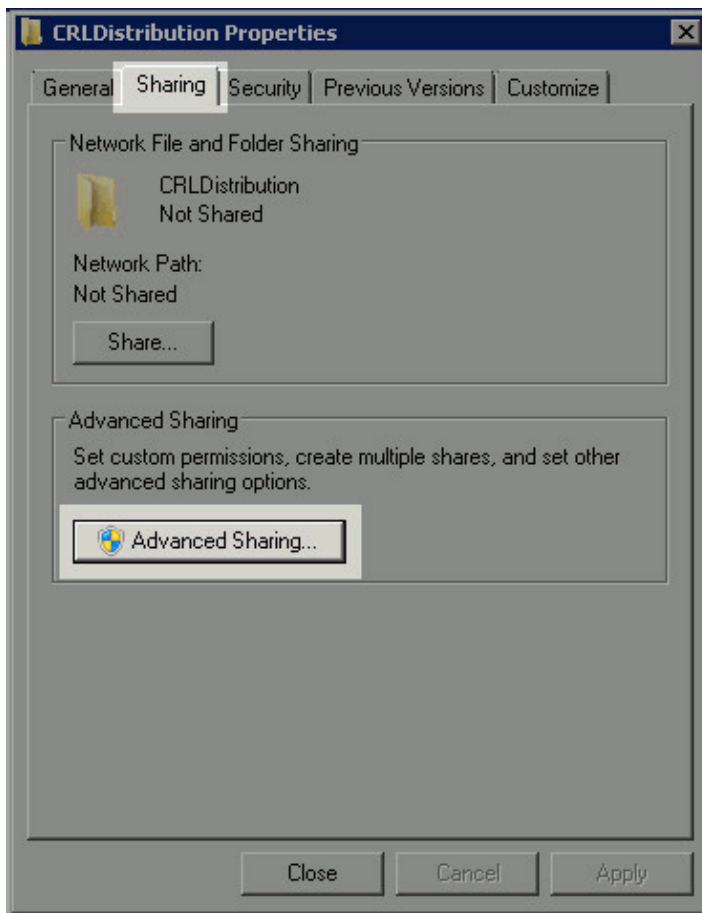 CRLDistribution Properties
General Sharing Security Previous Versions Customize
Network File and Folder Sharing
CRLDistribution
Not Shared
Network Path:
Not Shared
Share...
Advanced Sharing
Set custom permissions, create multiple shares, and set other
advanced sharing options.
Advanced Sharing...
Close Cancel Apply